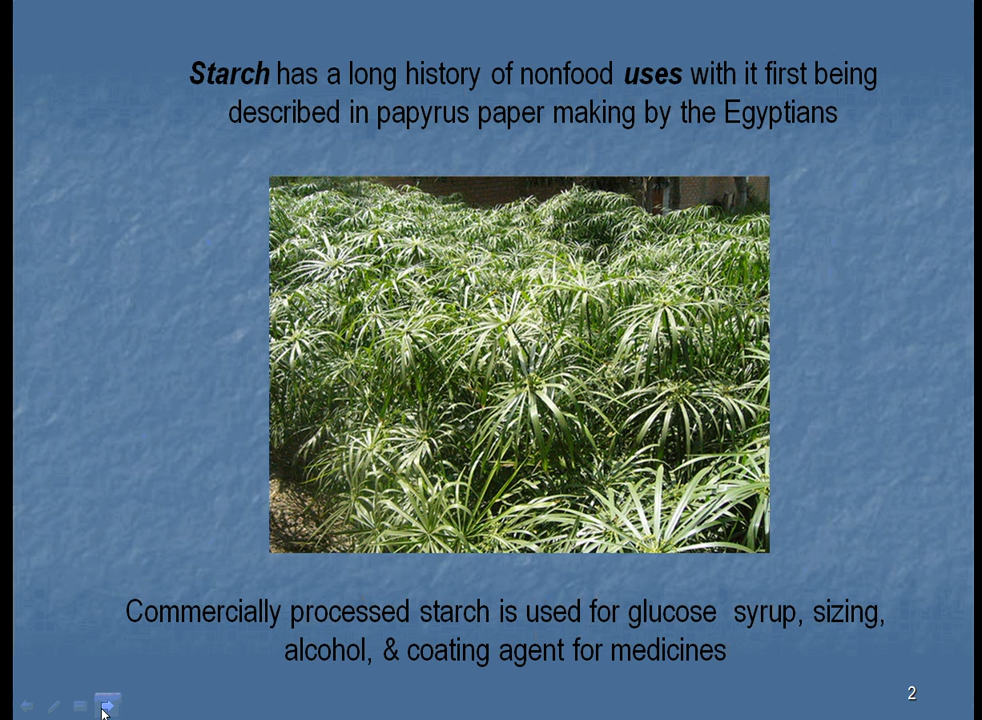 Starch has a long history of nonfood uses with it first being
described in papyrus paper making by the Egyptians
Commercially processed starch is used for glucose  syrup, sizing,
alcohol, & coating agent for medicines
2